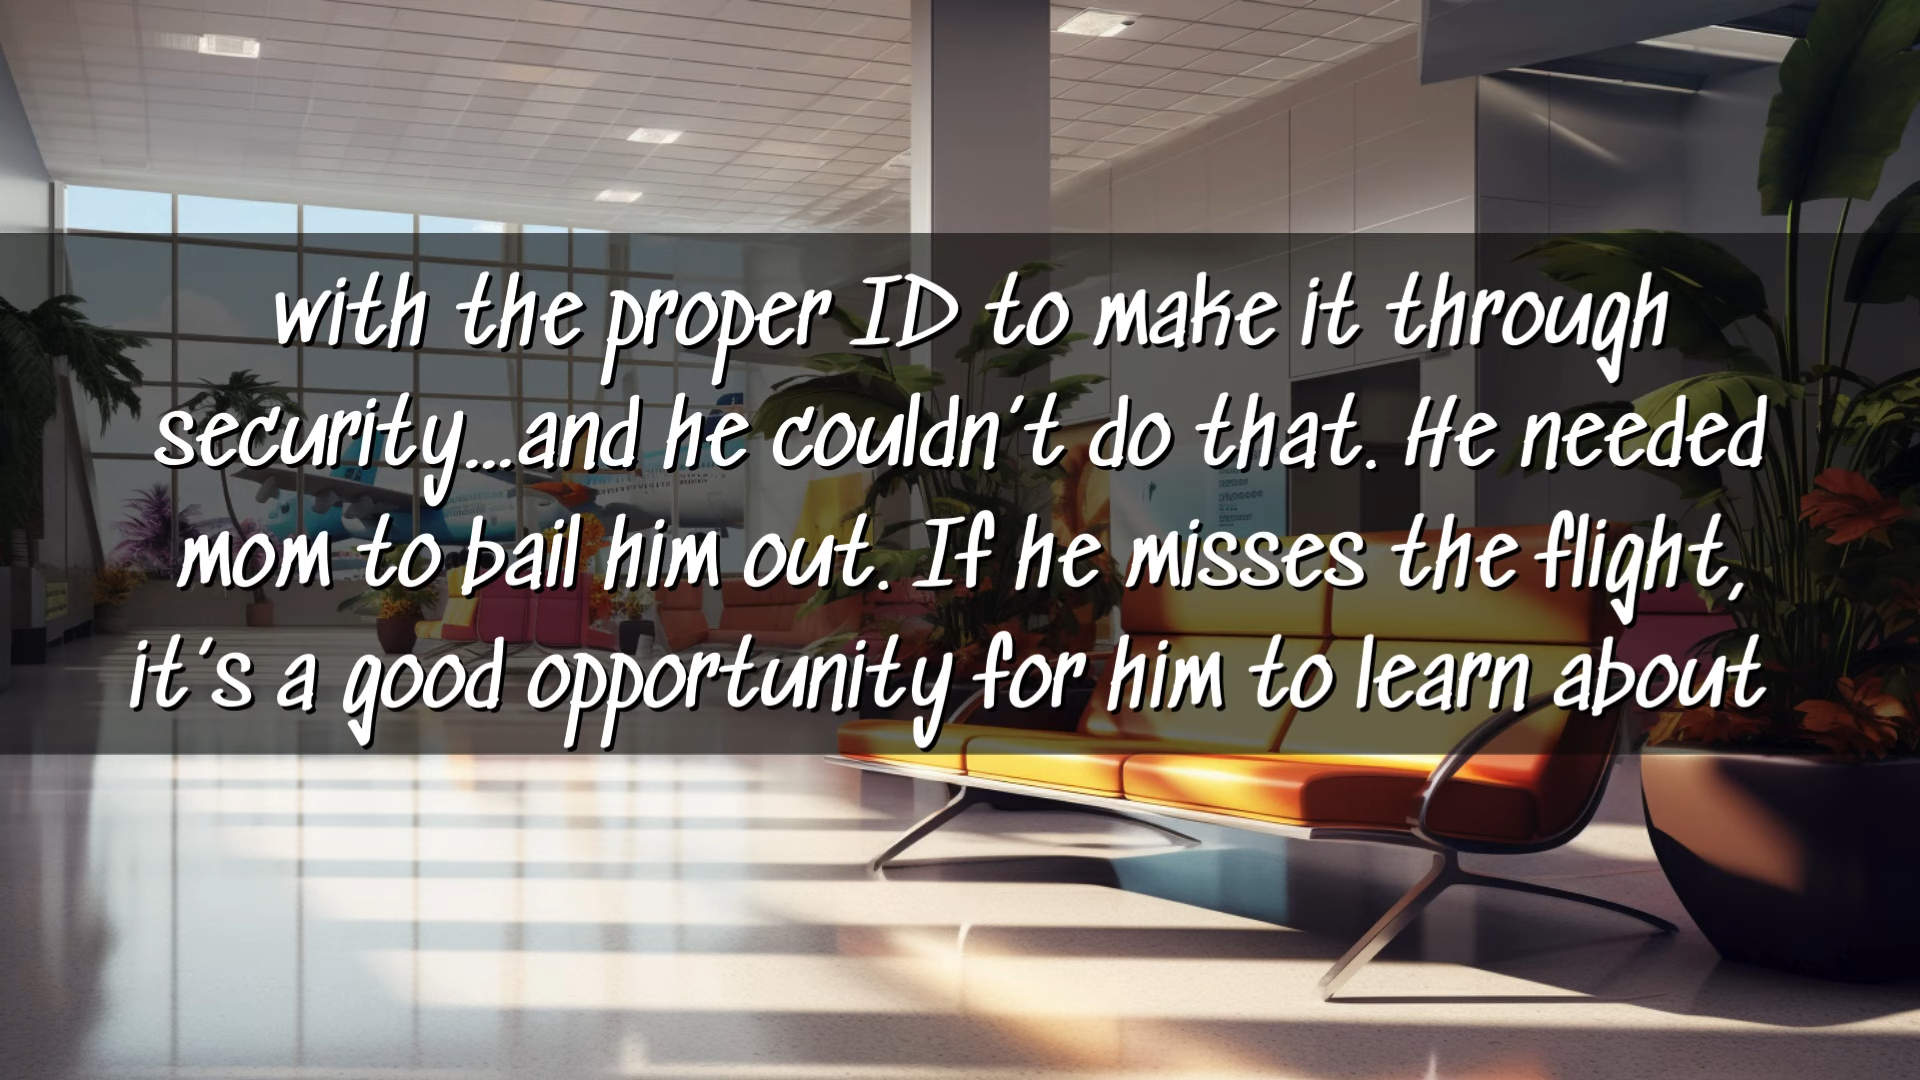 with the proper ID to make it through
security...and he couldn't do that. He needed
mom to bail him out. If he misses the flight,
it's a good opportunity for him to learn about